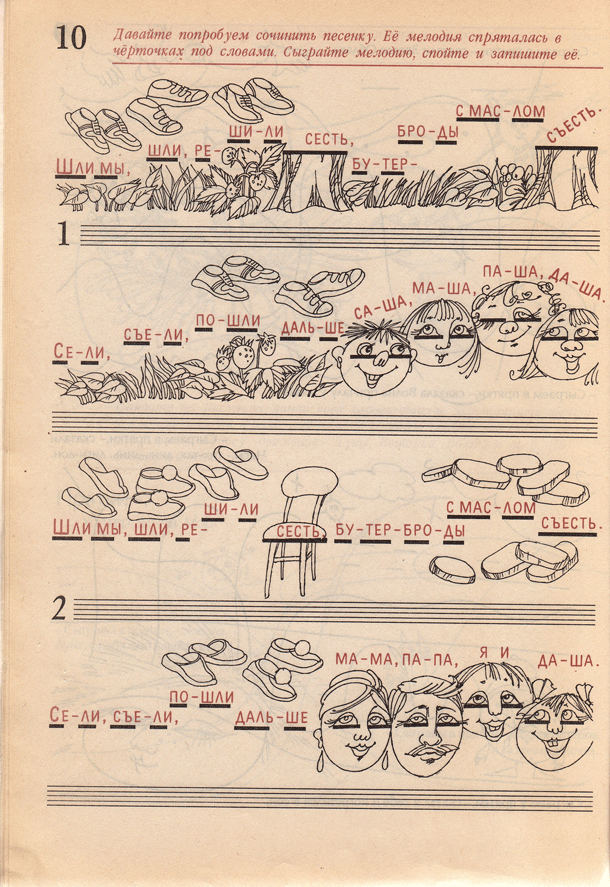 10 Давайте попробуем сочинить песенку. Её мелодия спряталась в
чёрточках под словами. Сыграйте мелодию, спойте и запишите её.
ШЛИ МЫ, ШЛИ, РЕ-ШИ-ЛИ СЕСТЬ, БУ-ТЕР-БРО-ДЫ С МАС-ЛОМ СЪЕСТЬ.
1
СЕ-ЛИ, СЪЕ-ЛИ, ПО-ШЛИ ДАЛЬ-ШЕ СА-ША, МА-ША, ПА-ША, ДА-ША.
ШЛИ МЫ, ШЛИ, РЕ-ШИ-ЛИ СЕСТЬ, БУ-ТЕР-БРО-ДЫ С МАС-ЛОМ СЪЕСТЬ.
2
СЕ-ЛИ, СЪЕ-ЛИ, ПО-ШЛИ ДАЛЬ-ШЕ МА-МА, ПА-ПА, Я И ДА-ША.